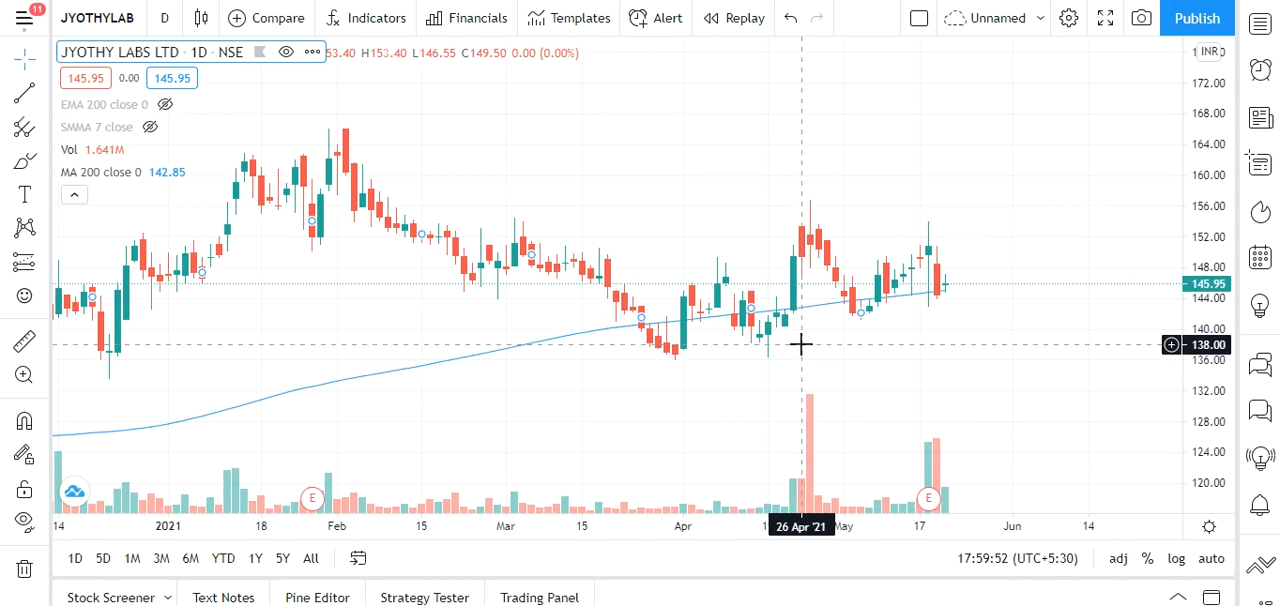 11
JYOTHYLAB D Compare Indicators Financials Templates Alert Replay Unnamed Publish
JYOTHY LABS LTD · 1D · NSE 53.40 H153.40 L146.55 C149.50 0.00 (0.00%)
INR
145.95 0.00 145.95
EMA 200 close 0
SMMA 7 close
Vol 1.641M
MA 200 close 0 142.85
172.00
168.00
164.00
160.00
156.00
152.00
148.00
145.95
144.00
140.00
138.00
136.00
132.00
128.00
124.00
120.00
E E
14 2021 18 Feb 15 Mar 15 Apr 26 Apr '21 May 17 Jun 14
1D 5D 1M 3M 6M YTD 1Y 5Y All 17:59:52 (UTC+5:30) adj % log auto
Stock Screener Text Notes Pine Editor Strategy Tester Trading Panel